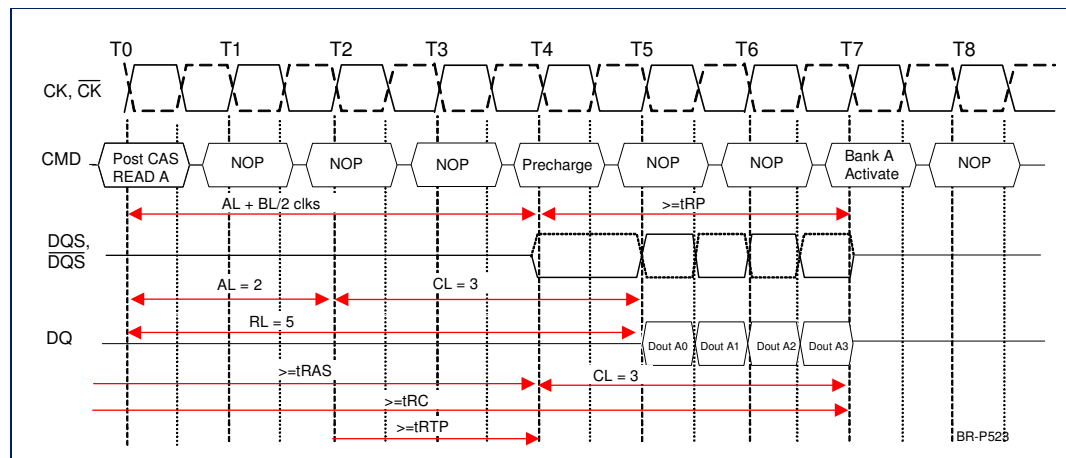 T0 T1 T2 T3 T4 T5 T6 T7 T8
CK, C̅K̅
CMD
Post CAS
READ A
NOP
NOP
NOP
Precharge
NOP
NOP
Bank A
Activate
NOP
AL + BL/2 clks
>=tRP
DQS,
D̅Q̅S̅
AL = 2
CL = 3
RL = 5
DQ
Dout A0
Dout A1
Dout A2
Dout A3
>=tRAS
CL = 3
>=tRC
>=tRTP
BR-P523